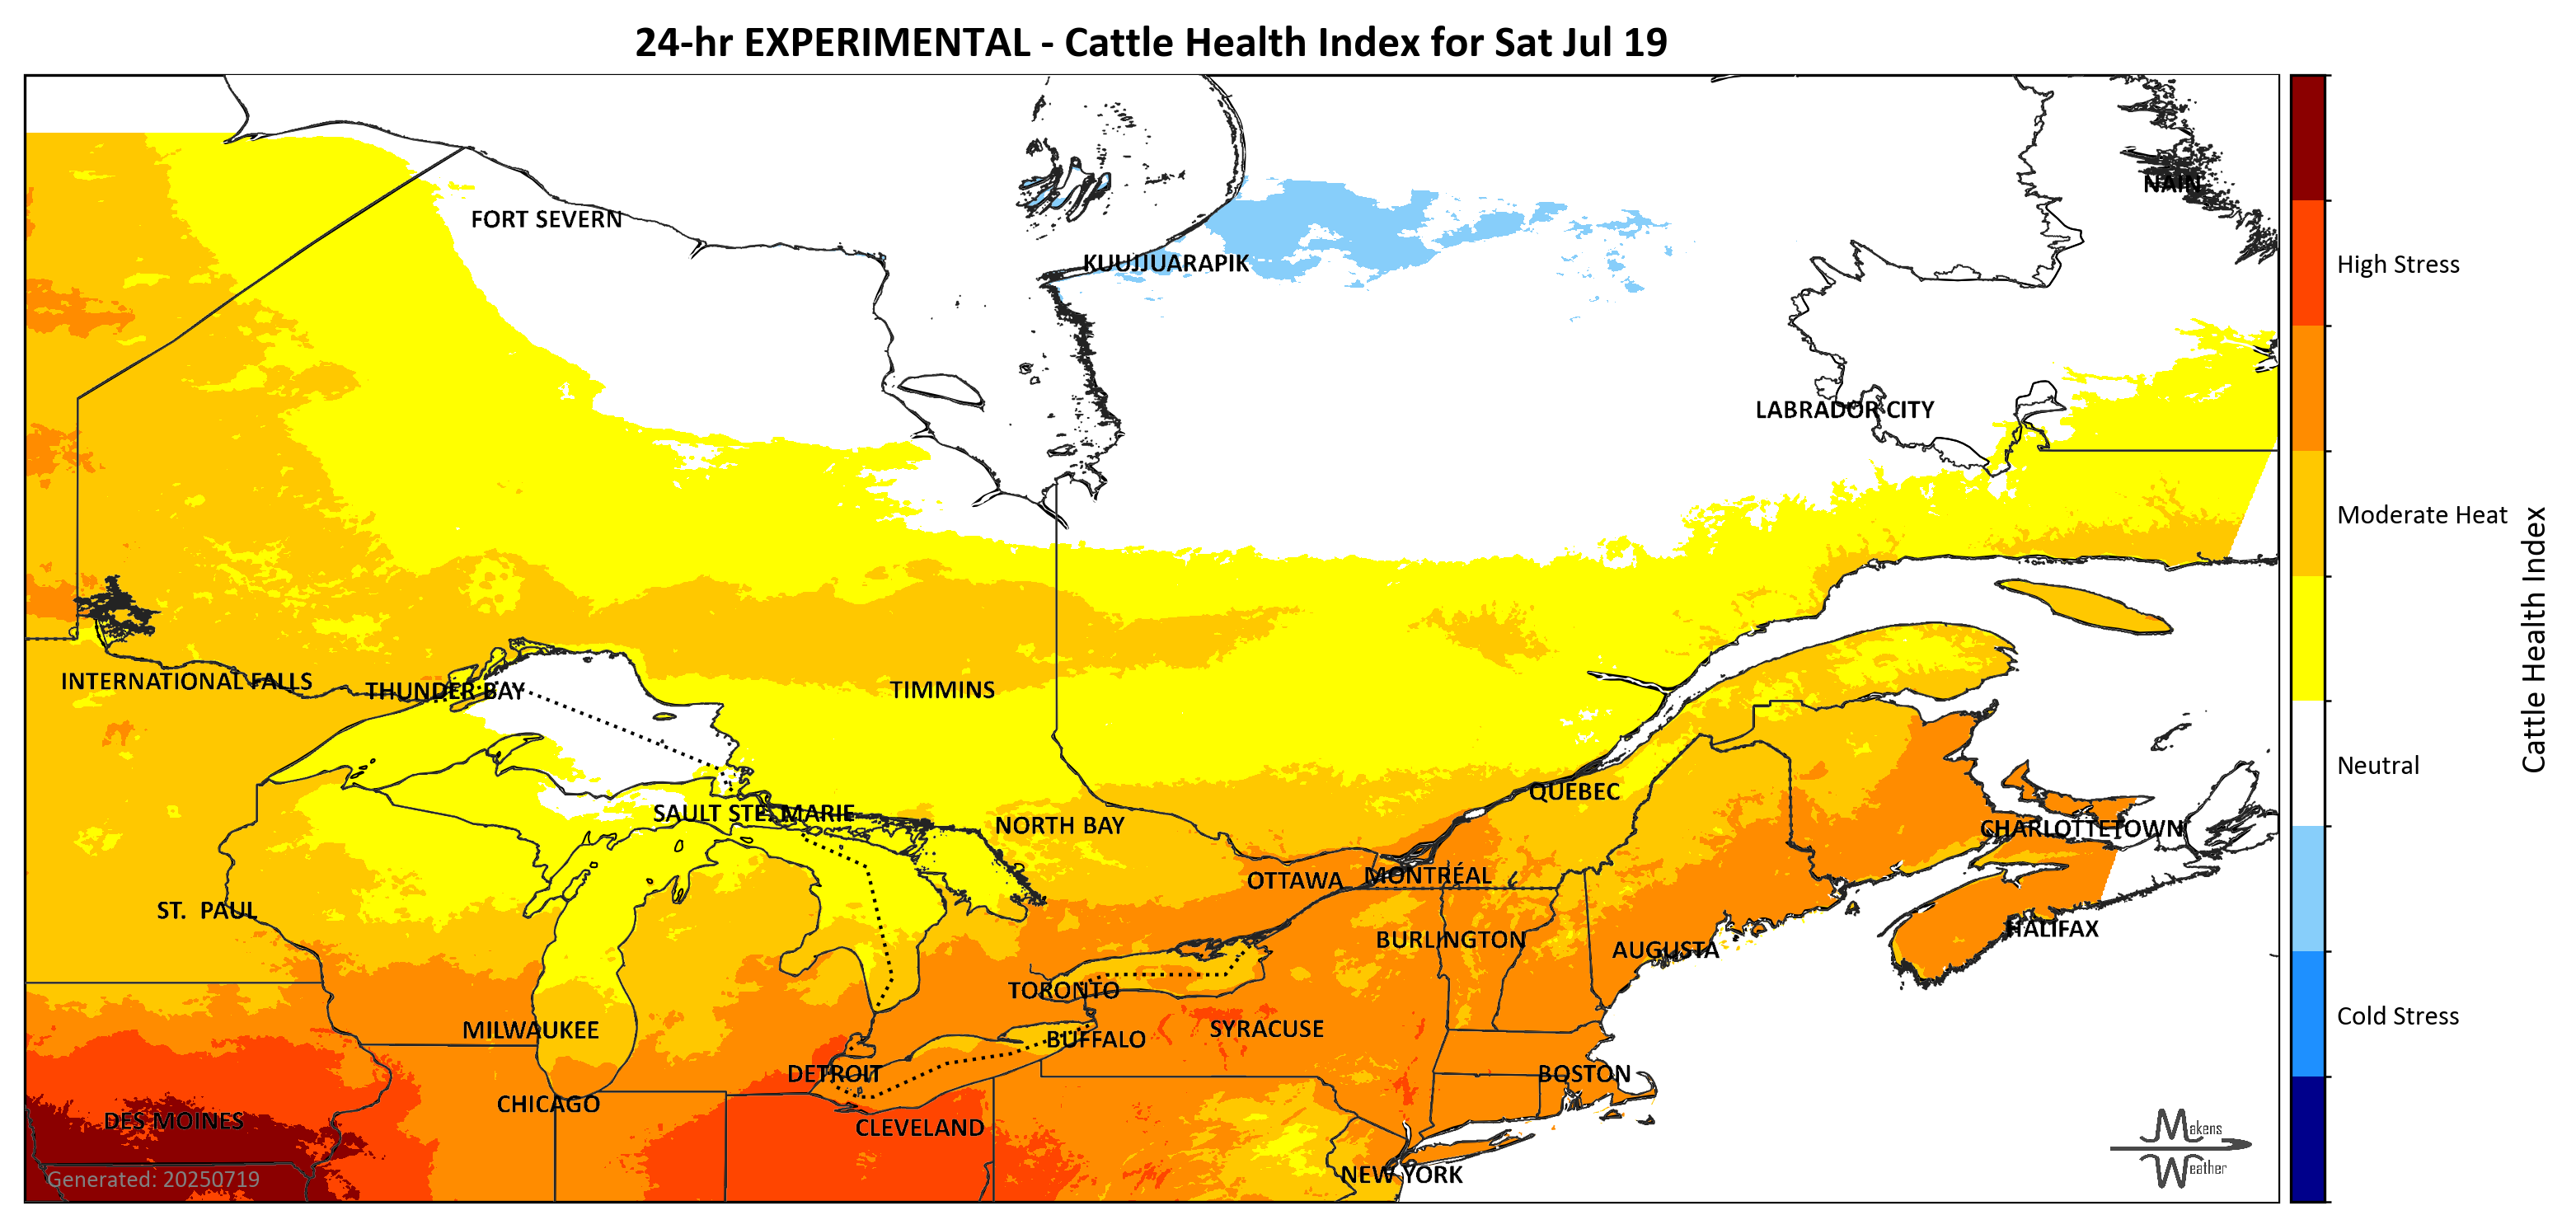 24-hr EXPERIMENTAL - Cattle Health Index for Sat Jul 19
NAIN
FORT SEVERN
KUUJJUARAPIK
High Stress
LABRADOR CITY
Moderate Heat
Cattle Health Index
INTERNATIONAL FALLS
THUNDER BAY
TIMMINS
Neutral
QUEBEC
SAULT STE. MARIE
NORTH BAY
CHARLOTTETOWN
OTTAWA
MONTRÉAL
ST. PAUL
HALIFAX
BURLINGTON
AUGUSTA
TORONTO
Cold Stress
MILWAUKEE
SYRACUSE
BUFFALO
DETROIT
BOSTON
CHICAGO
DES MOINES
CLEVELAND
Makens
Weather
NEW YORK
Generated: 20250719